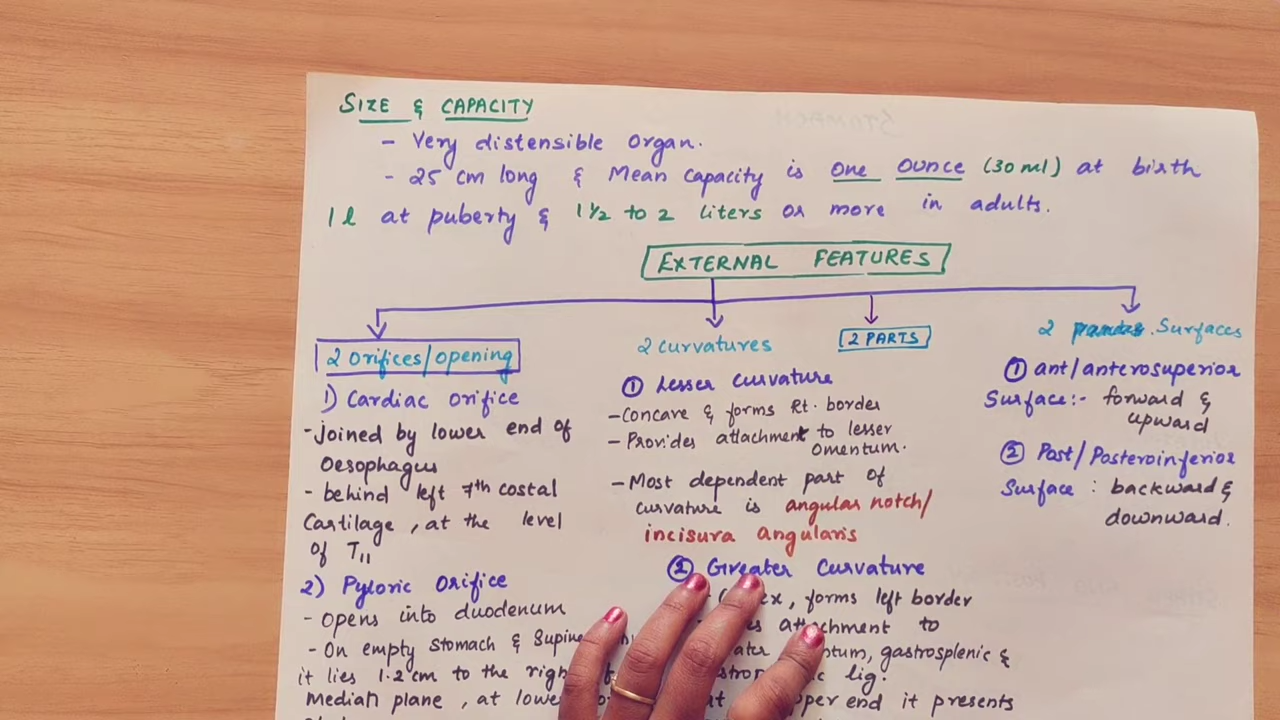 SIZE & CAPACITY
- Very distensible organ.
- 25 cm long & Mean capacity is one ounce (30 ml) at birth
1 l at puberty & 1½ to 2 liters or more in adults.
EXTERNAL FEATURES
2 orifices/opening
1) Cardiac orifice
- joined by lower end of
Oesophagus
- behind left 7th costal
Cartilage, at the level
of T11
2) Pyloric Orifice
- Opens into duodenum
- On empty stomach & Supine
it lies 1.2 cm to the right
Median plane, at lower
2 curvatures
① Lesser Curvature
- Concave & forms Rt. border
- Provides attachment to lesser
omentum.
- Most dependent part of
curvature is angular notch/
incisura angularis
② Greater Curvature
, forms left border
attachment to
, gastrosplenic &
lig.
upper end it presents
2 PARTS
2 Surfaces
① ant/anterosuperior
Surface:- forward &
upward
② Post/Posteroinferior
Surface : backward &
downward.